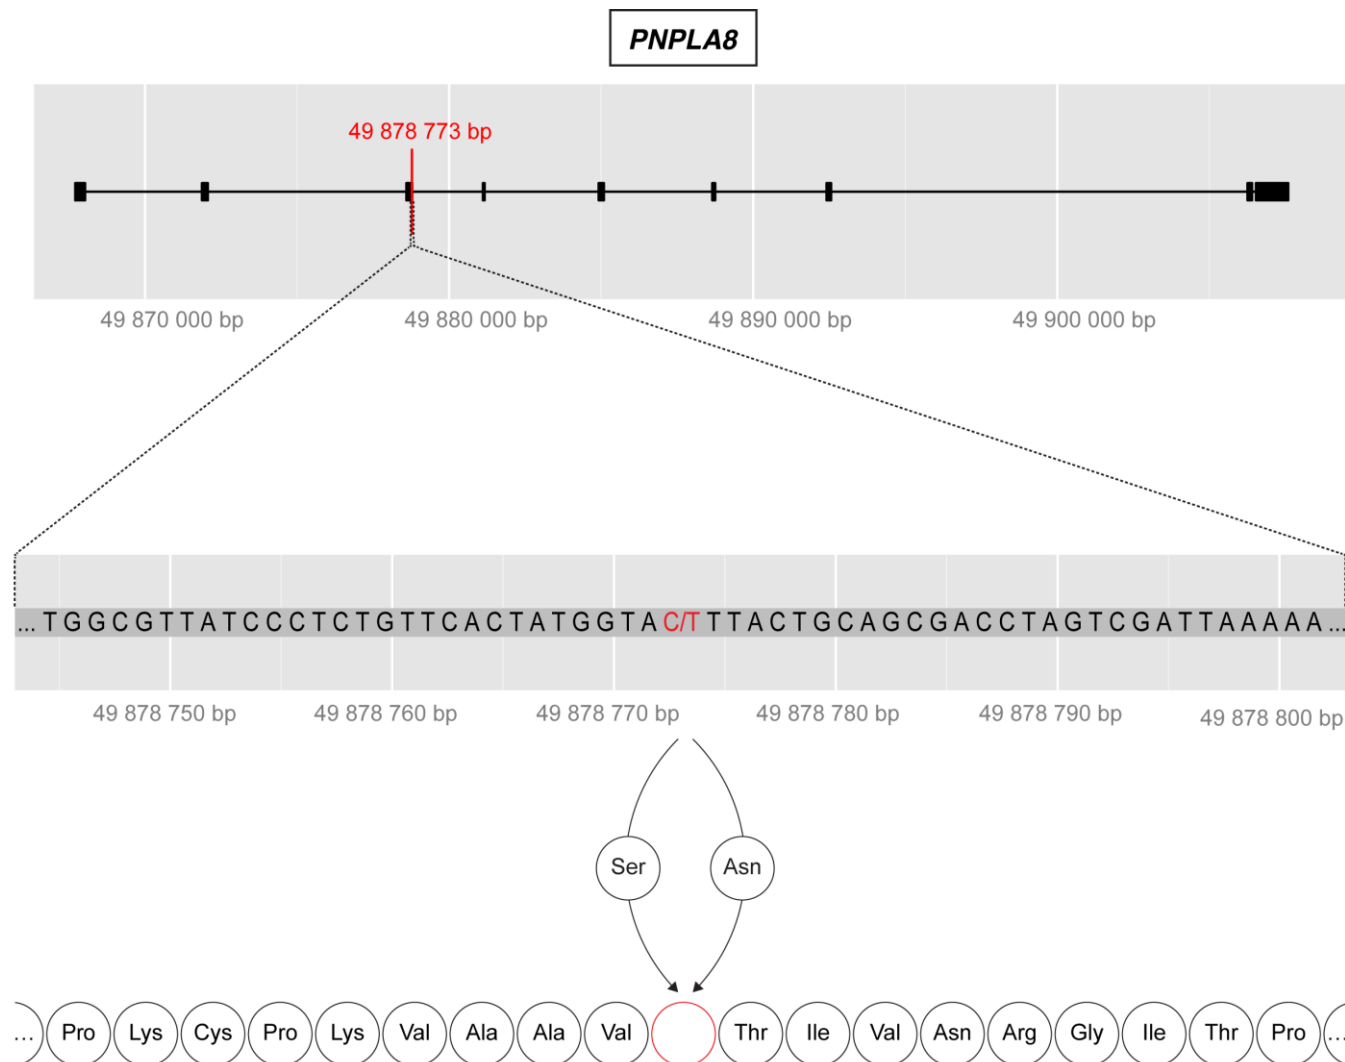 PNPLA8
49 878 773 bp
49 870 000 bp 49 880 000 bp 49 890 000 bp 49 900 000 bp
... T G G C G T T A T C C C T C T G T T C A C T A T G G T A C/T T T A C T G C A G C G A C C T A G T C G A T T A A A A A ...
49 878 750 bp 49 878 760 bp 49 878 770 bp 49 878 780 bp 49 878 790 bp 49 878 800 bp
Ser Asn
... Pro Lys Cys Pro Lys Val Ala Ala Val Thr Ile Val Asn Arg Gly Ile Thr Pro ...